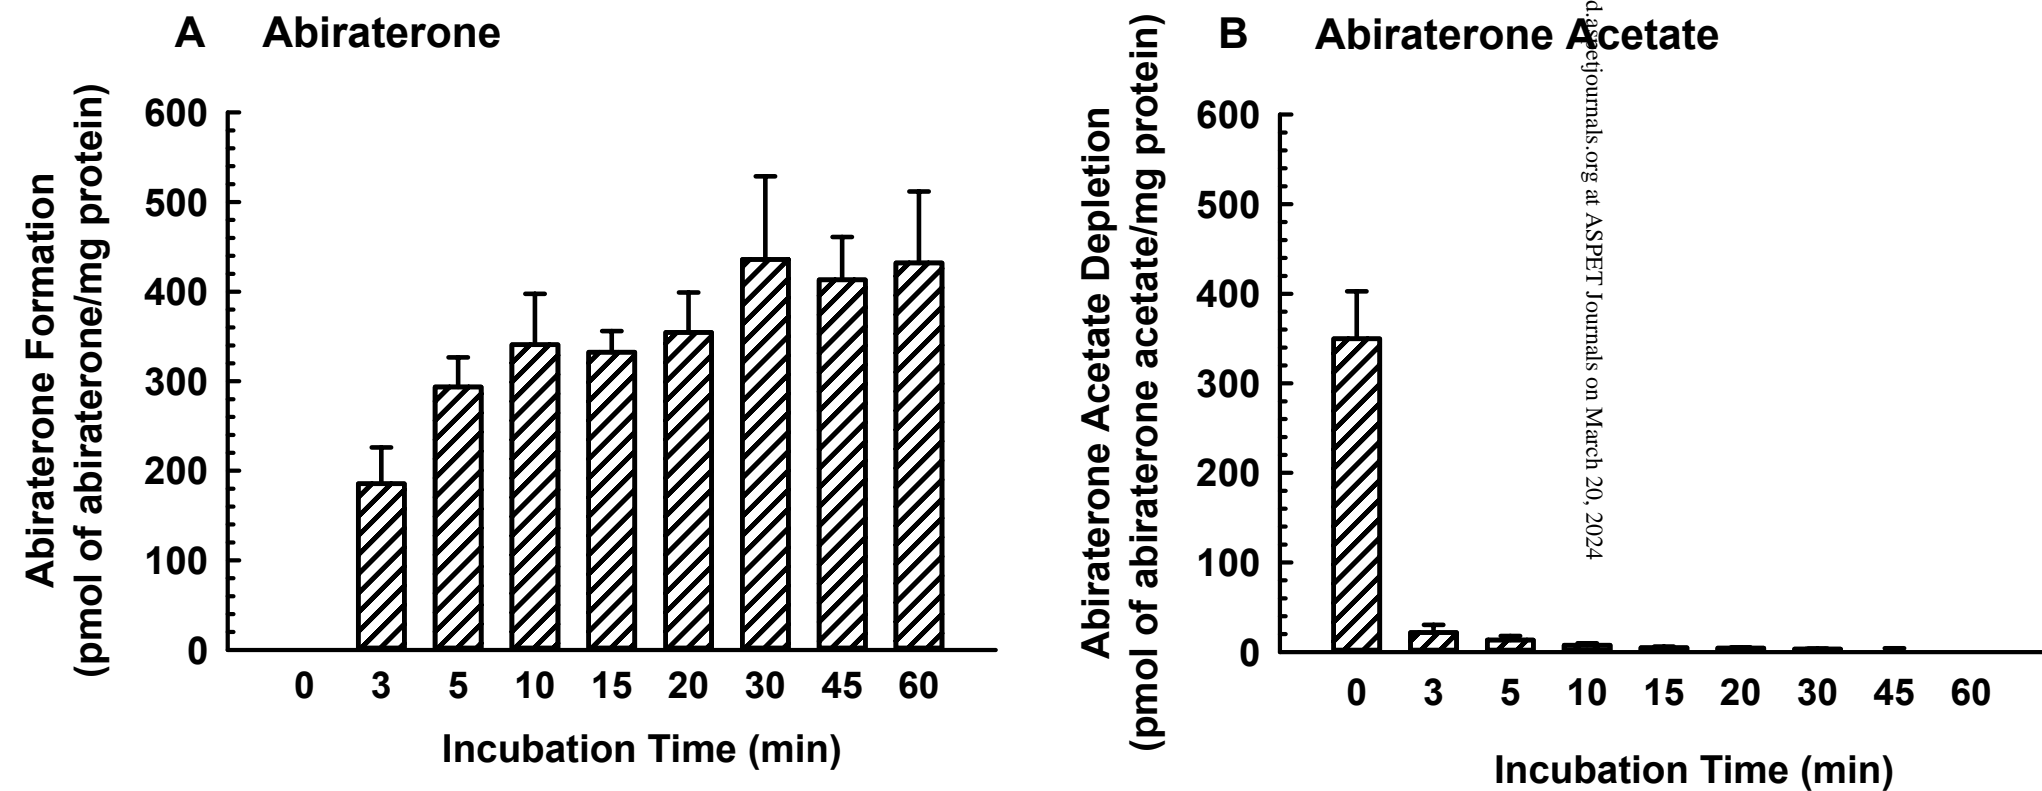 A Abiraterone
Abiraterone Formation
(pmol of abiraterone/mg protein)
600
500
400
300
200
100
0
0 3 5 10 15 20 30 45 60
Incubation Time (min)
B Abiraterone Acetate
Abiraterone Acetate Depletion
(pmol of abiraterone acetate/mg protein)
600
500
400
300
200
100
0
0 3 5 10 15 20 30 45 60
Incubation Time (min)
d.aspetjournals.org at ASPET Journals on March 20, 2024